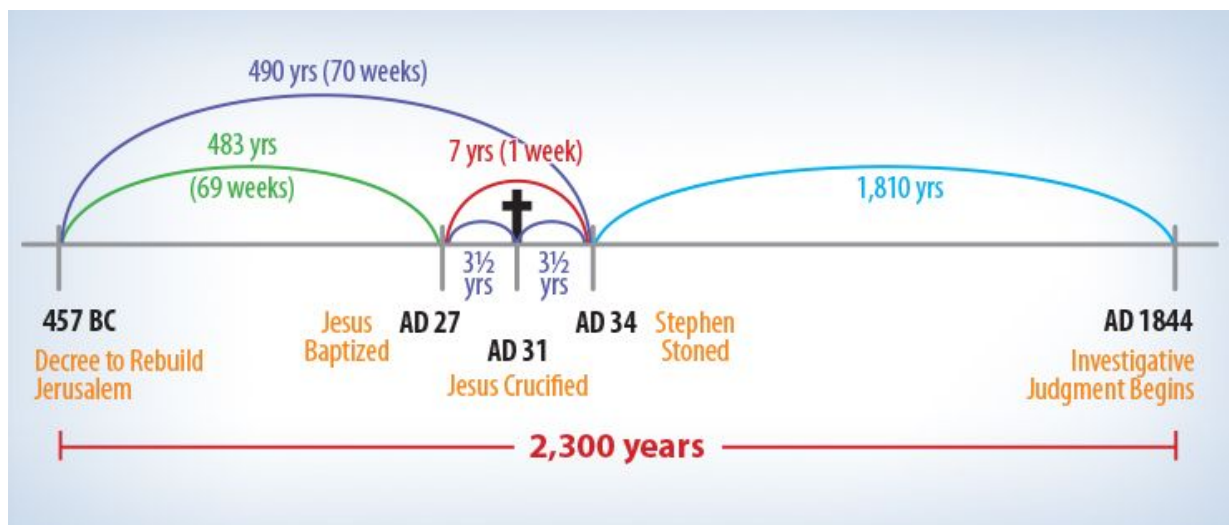 490 yrs (70 weeks)
483 yrs
(69 weeks)
7 yrs (1 week)
1,810 yrs
3½
yrs
3½
yrs
457 BC
Decree to Rebuild
Jerusalem
Jesus
Baptized
AD 27
AD 31
Jesus Crucified
AD 34
Stephen
Stoned
AD 1844
Investigative
Judgment Begins
2,300 years